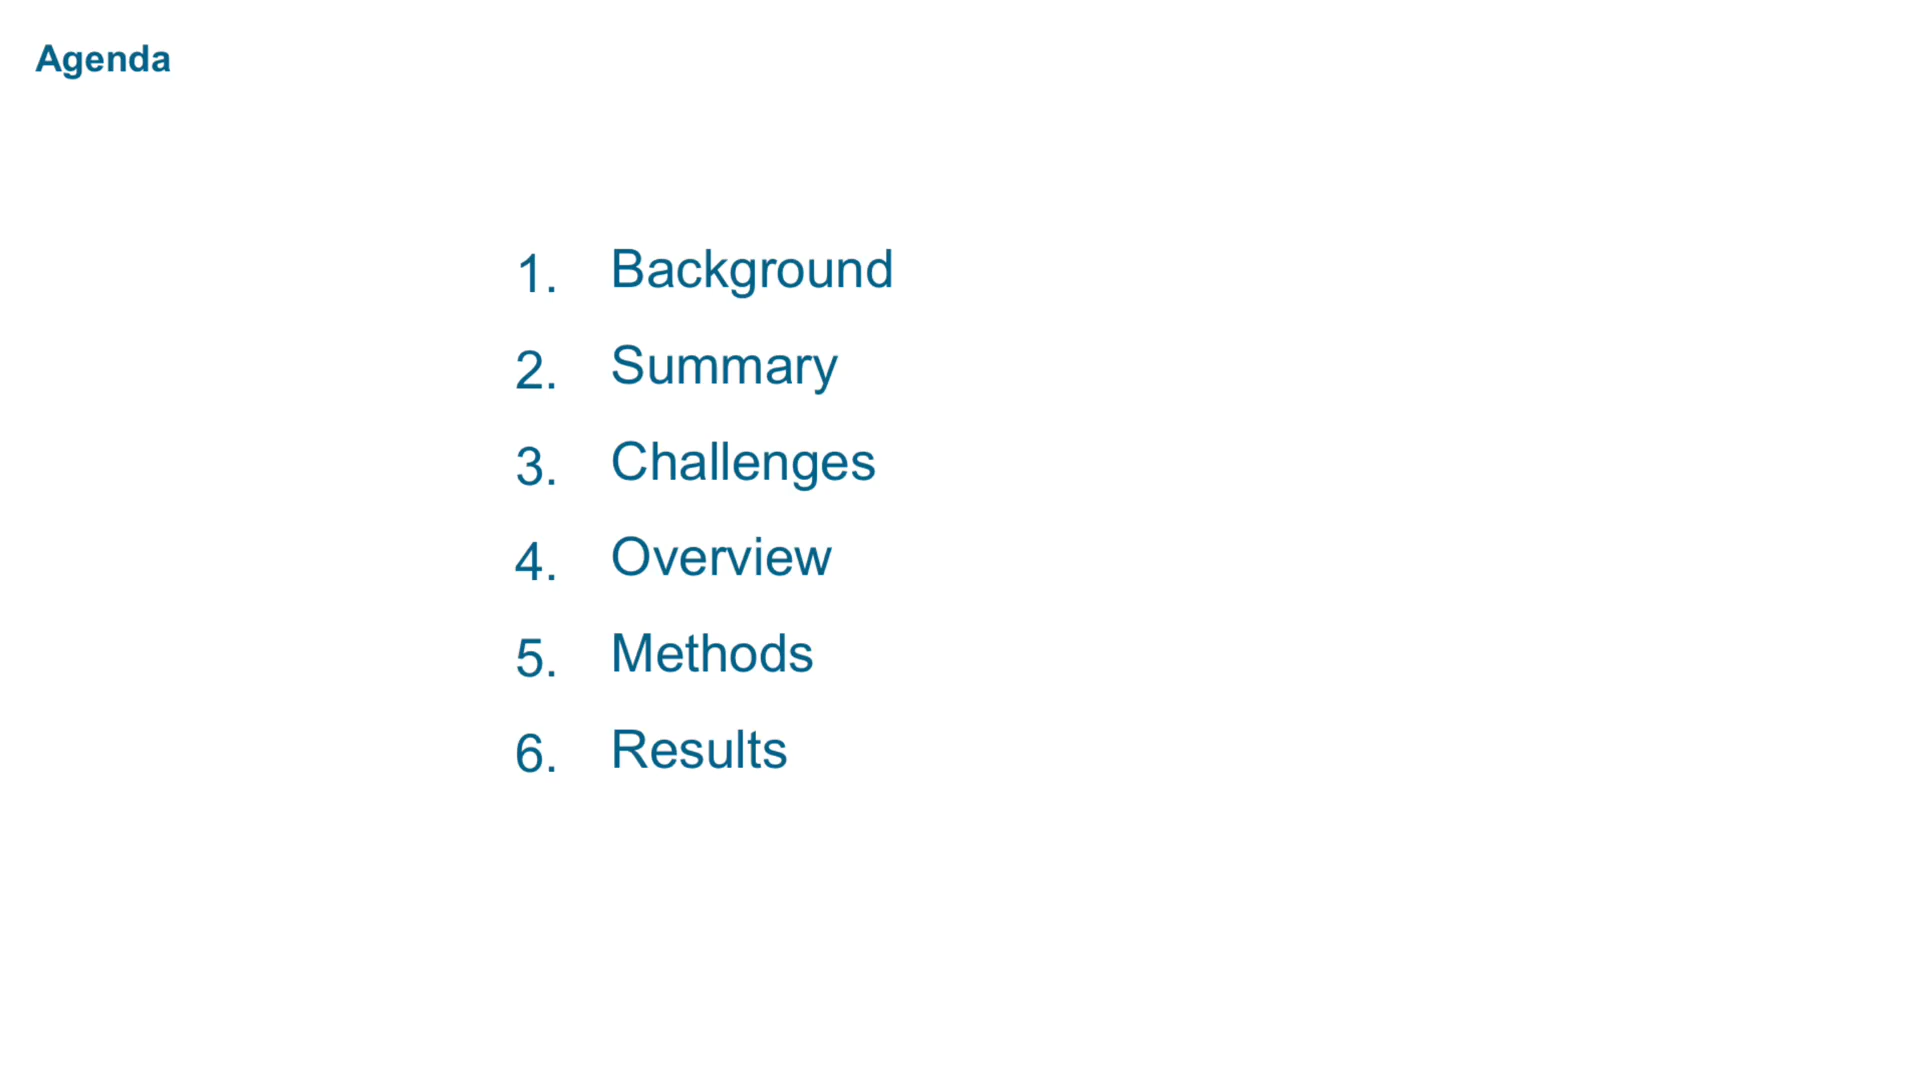 Agenda
1. Background
2. Summary
3. Challenges
4. Overview
5. Methods
6. Results